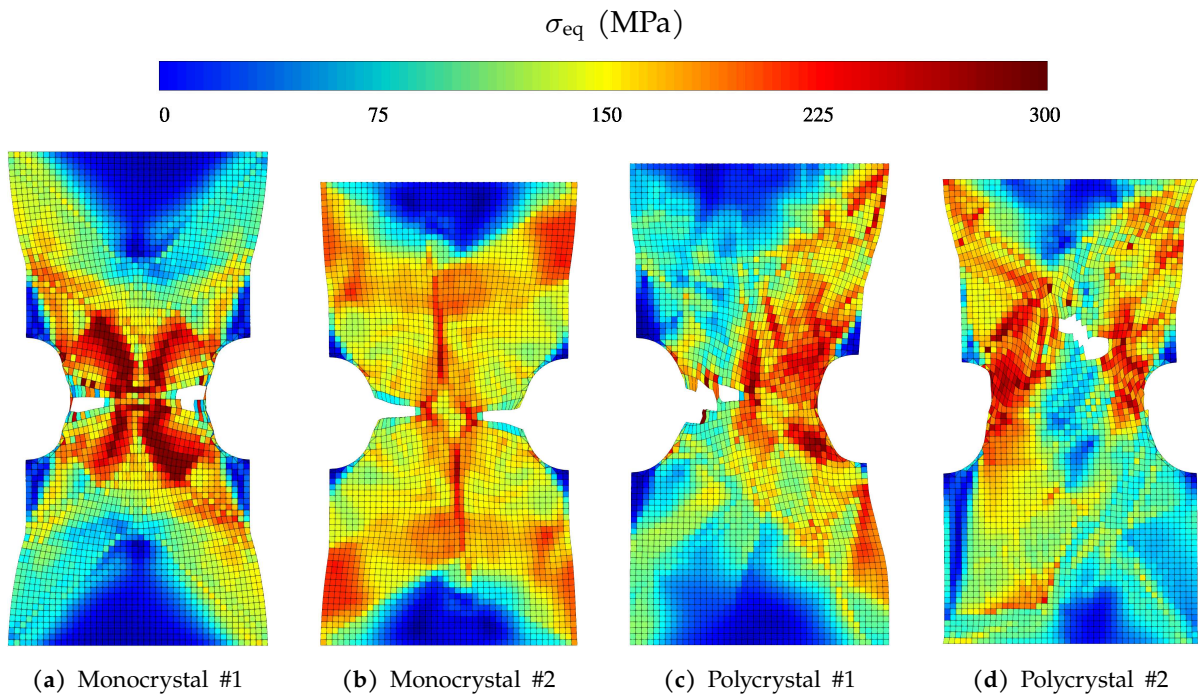 σeq (MPa)
0 75 150 225 300
(a) Monocrystal #1 (b) Monocrystal #2 (c) Polycrystal #1 (d) Polycrystal #2